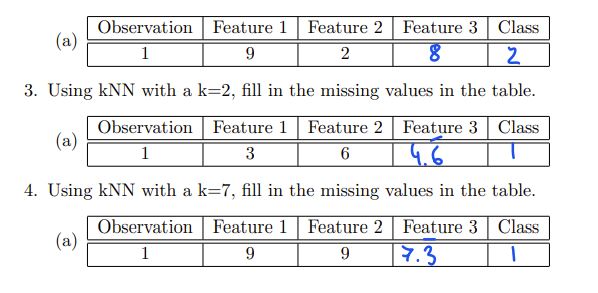 Observation Feature 1 Feature 2 Feature 3 Class
(a)
1 9 2 8 2
3. Using kNN with a k=2, fill in the missing values in the table.
Observation Feature 1 Feature 2 Feature 3 Class
(a)
1 3 6 4.6 1
4. Using kNN with a k=7, fill in the missing values in the table.
Observation Feature 1 Feature 2 Feature 3 Class
(a)
1 9 9 7.3 1